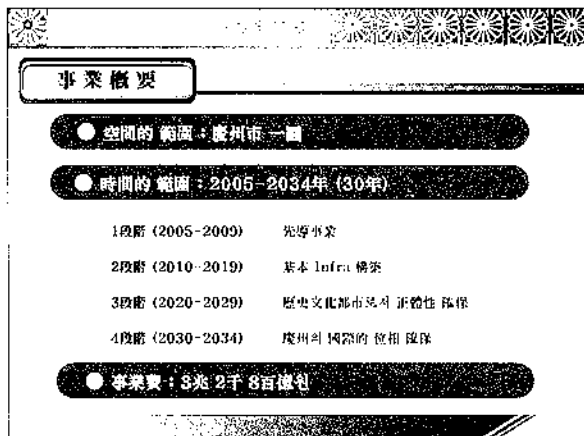 事業概要
● 空間的 範圍 : 慶州市 一圓
● 時間的 範圍 : 2005-2034年 (30年)
1段階 (2005-2009) 先導事業
2段階 (2010-2019) 基本 Infra 構築
3段階 (2020-2029) 歷史文化都市로서 正體性 確保
4段階 (2030-2034) 慶州의 國際的 位相 確保
● 事業費 : 3兆 2千 8百億원